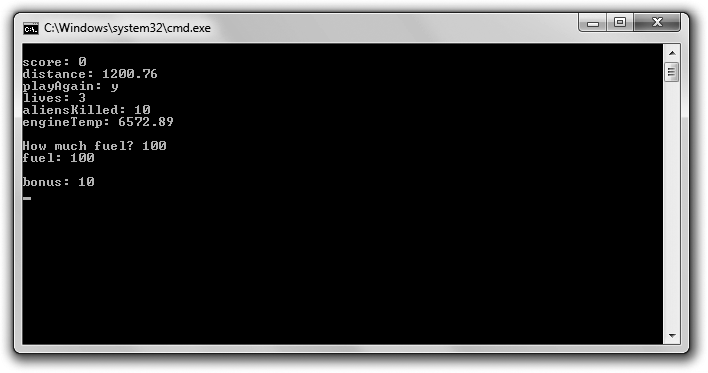 C:\Windows\system32\cmd.exe
score: 0
distance: 1200.76
playAgain: y
lives: 3
aliensKilled: 10
engineTemp: 6572.89
How much fuel? 100
fuel: 100
bonus: 10